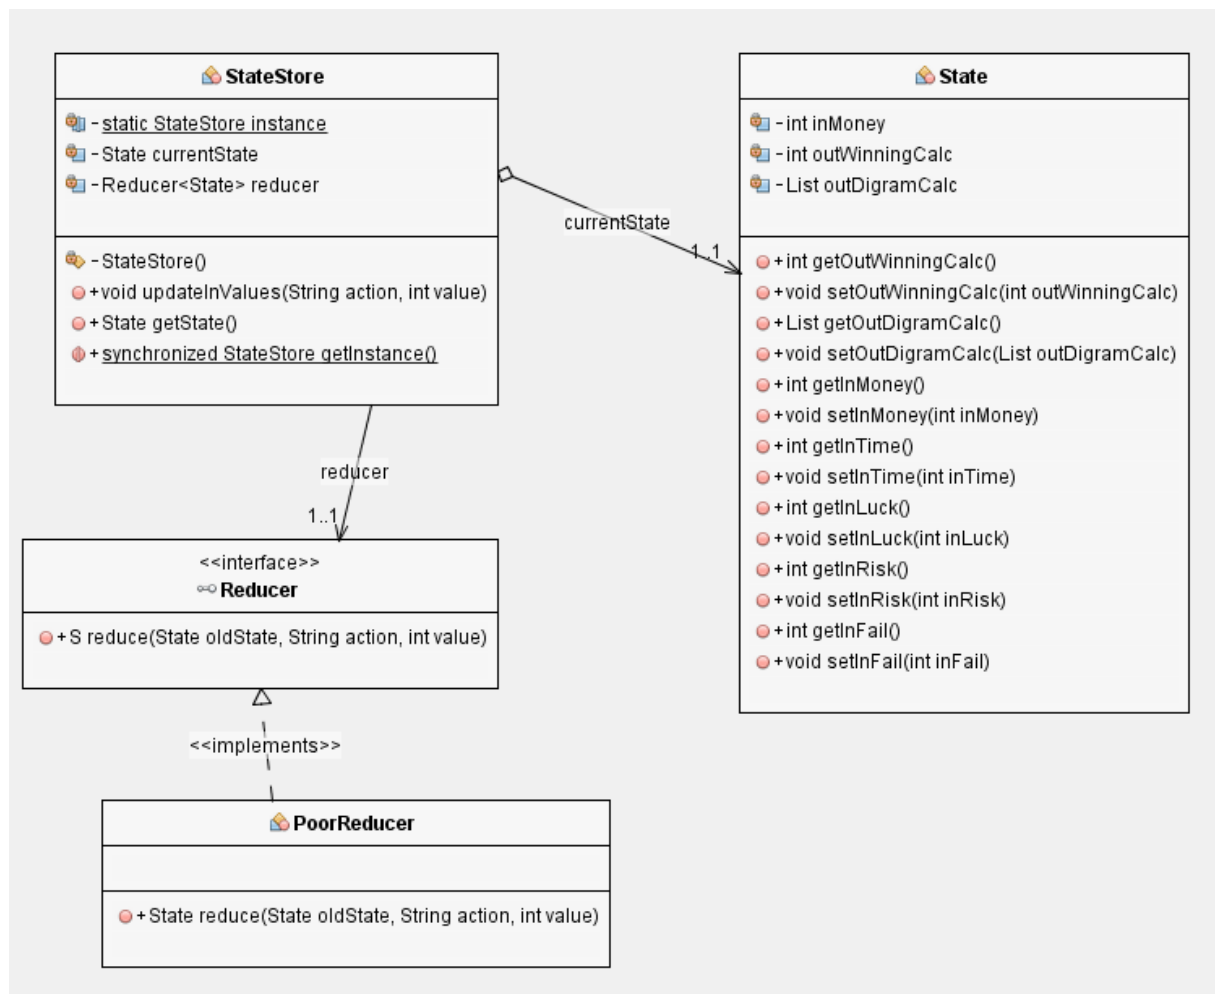 StateStore
- static StateStore instance
- State currentState
- Reducer<State> reducer
- StateStore()
+ void updateInValues(String action, int value)
+ State getState()
+ synchronized StateStore getInstance()
currentState
1..1
State
- int inMoney
- int outWinningCalc
- List outDigramCalc
+ int getOutWinningCalc()
+ void setOutWinningCalc(int outWinningCalc)
+ List getOutDigramCalc()
+ void setOutDigramCalc(List outDigramCalc)
+ int getInMoney()
+ void setInMoney(int inMoney)
+ int getInTime()
+ void setInTime(int inTime)
+ int getInLuck()
+ void setInLuck(int inLuck)
+ int getInRisk()
+ void setInRisk(int inRisk)
+ int getInFail()
+ void setInFail(int inFail)
reducer
1..1
<<interface>>
Reducer
+ S reduce(State oldState, String action, int value)
<<implements>>
PoorReducer
+ State reduce(State oldState, String action, int value)